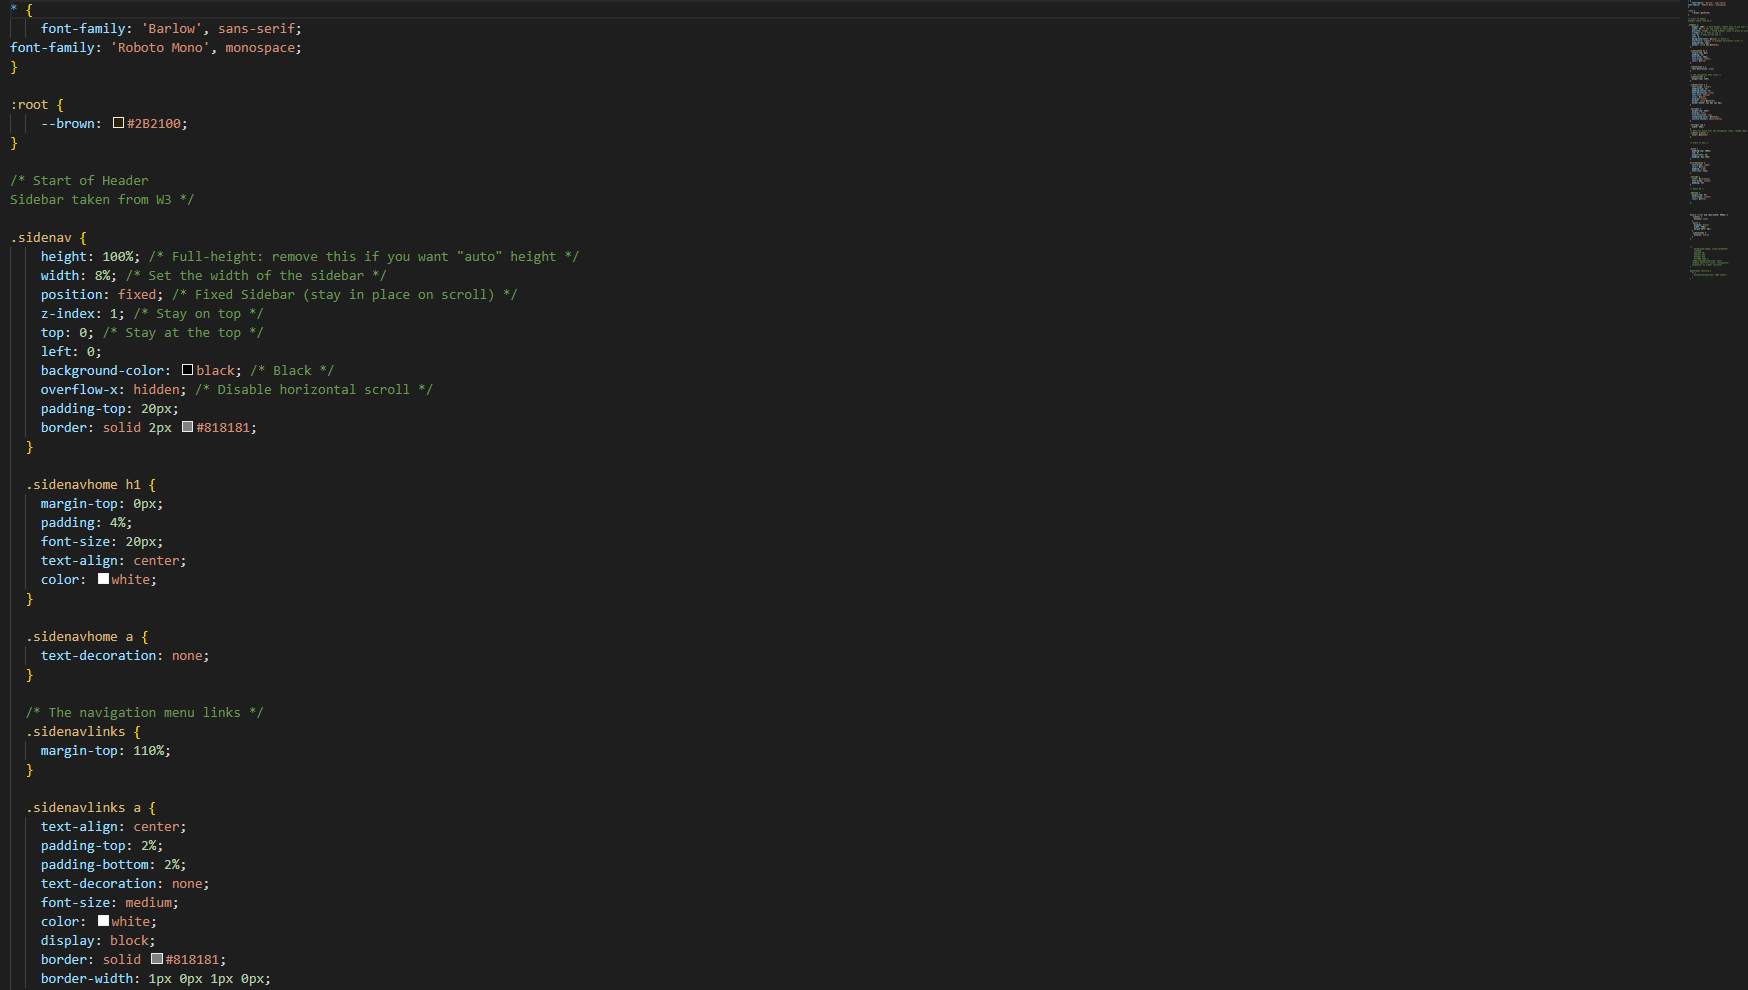 * {
    font-family: 'Barlow', sans-serif;
font-family: 'Roboto Mono', monospace;
}
:root {
    --brown: #2B2100;
}
/* Start of Header
Sidebar taken from W3 */
.sidenav {
    height: 100%; /* Full-height: remove this if you want "auto" height */
    width: 8%; /* Set the width of the sidebar */
    position: fixed; /* Fixed Sidebar (stay in place on scroll) */
    z-index: 1; /* Stay on top */
    top: 0; /* Stay at the top */
    left: 0;
    background-color: black; /* Black */
    overflow-x: hidden; /* Disable horizontal scroll */
    padding-top: 20px;
    border: solid 2px #818181;
  }
  .sidenavhome h1 {
    margin-top: 0px;
    padding: 4%;
    font-size: 20px;
    text-align: center;
    color: white;
  }
  .sidenavhome a {
    text-decoration: none;
  }
  /* The navigation menu links */
  .sidenavlinks {
    margin-top: 110%;
  }
  .sidenavlinks a {
    text-align: center;
    padding-top: 2%;
    padding-bottom: 2%;
    text-decoration: none;
    font-size: medium;
    color: white;
    display: block;
    border: solid #818181;
    border-width: 1px 0px 1px 0px;